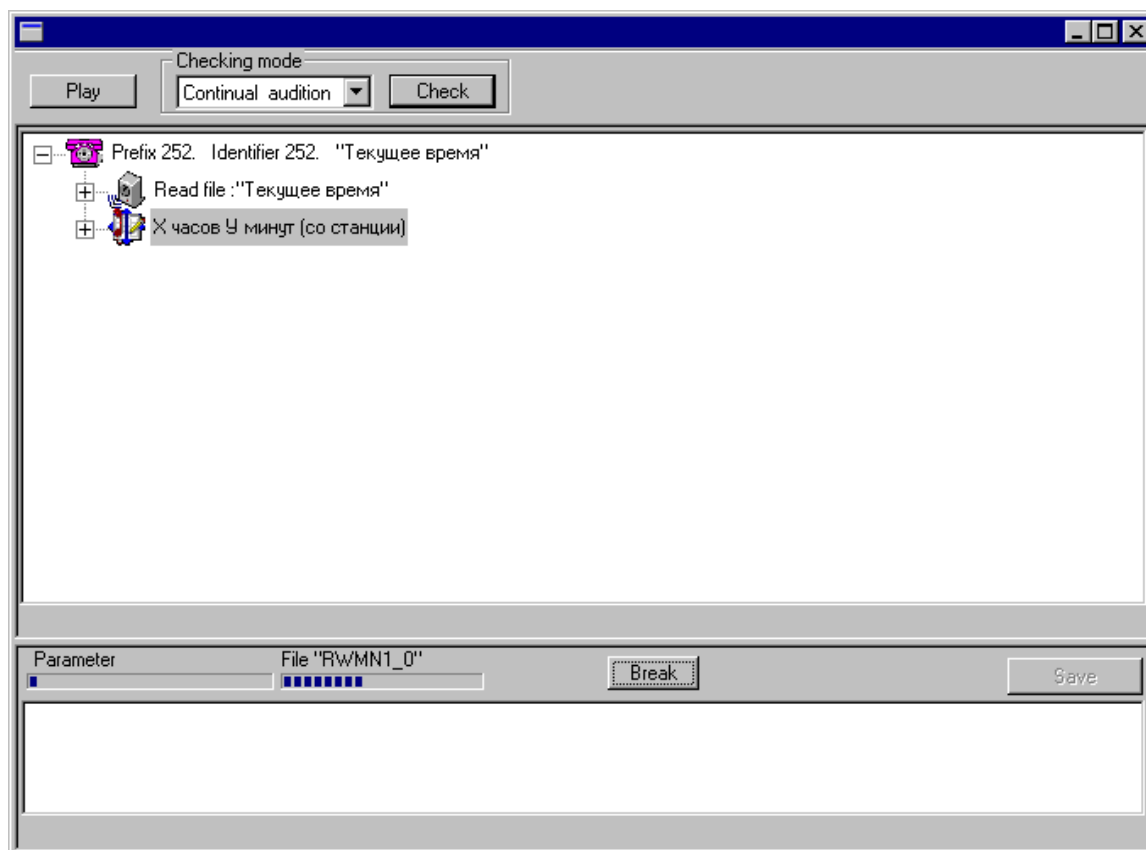 Checking mode
Play
Continual audition
Check
Prefix 252. Identifier 252. "Текущее время"
Read file :"Текущее время"
Х часов У минут (со станции)
Parameter
File "RWMN1_0"
Break
Save